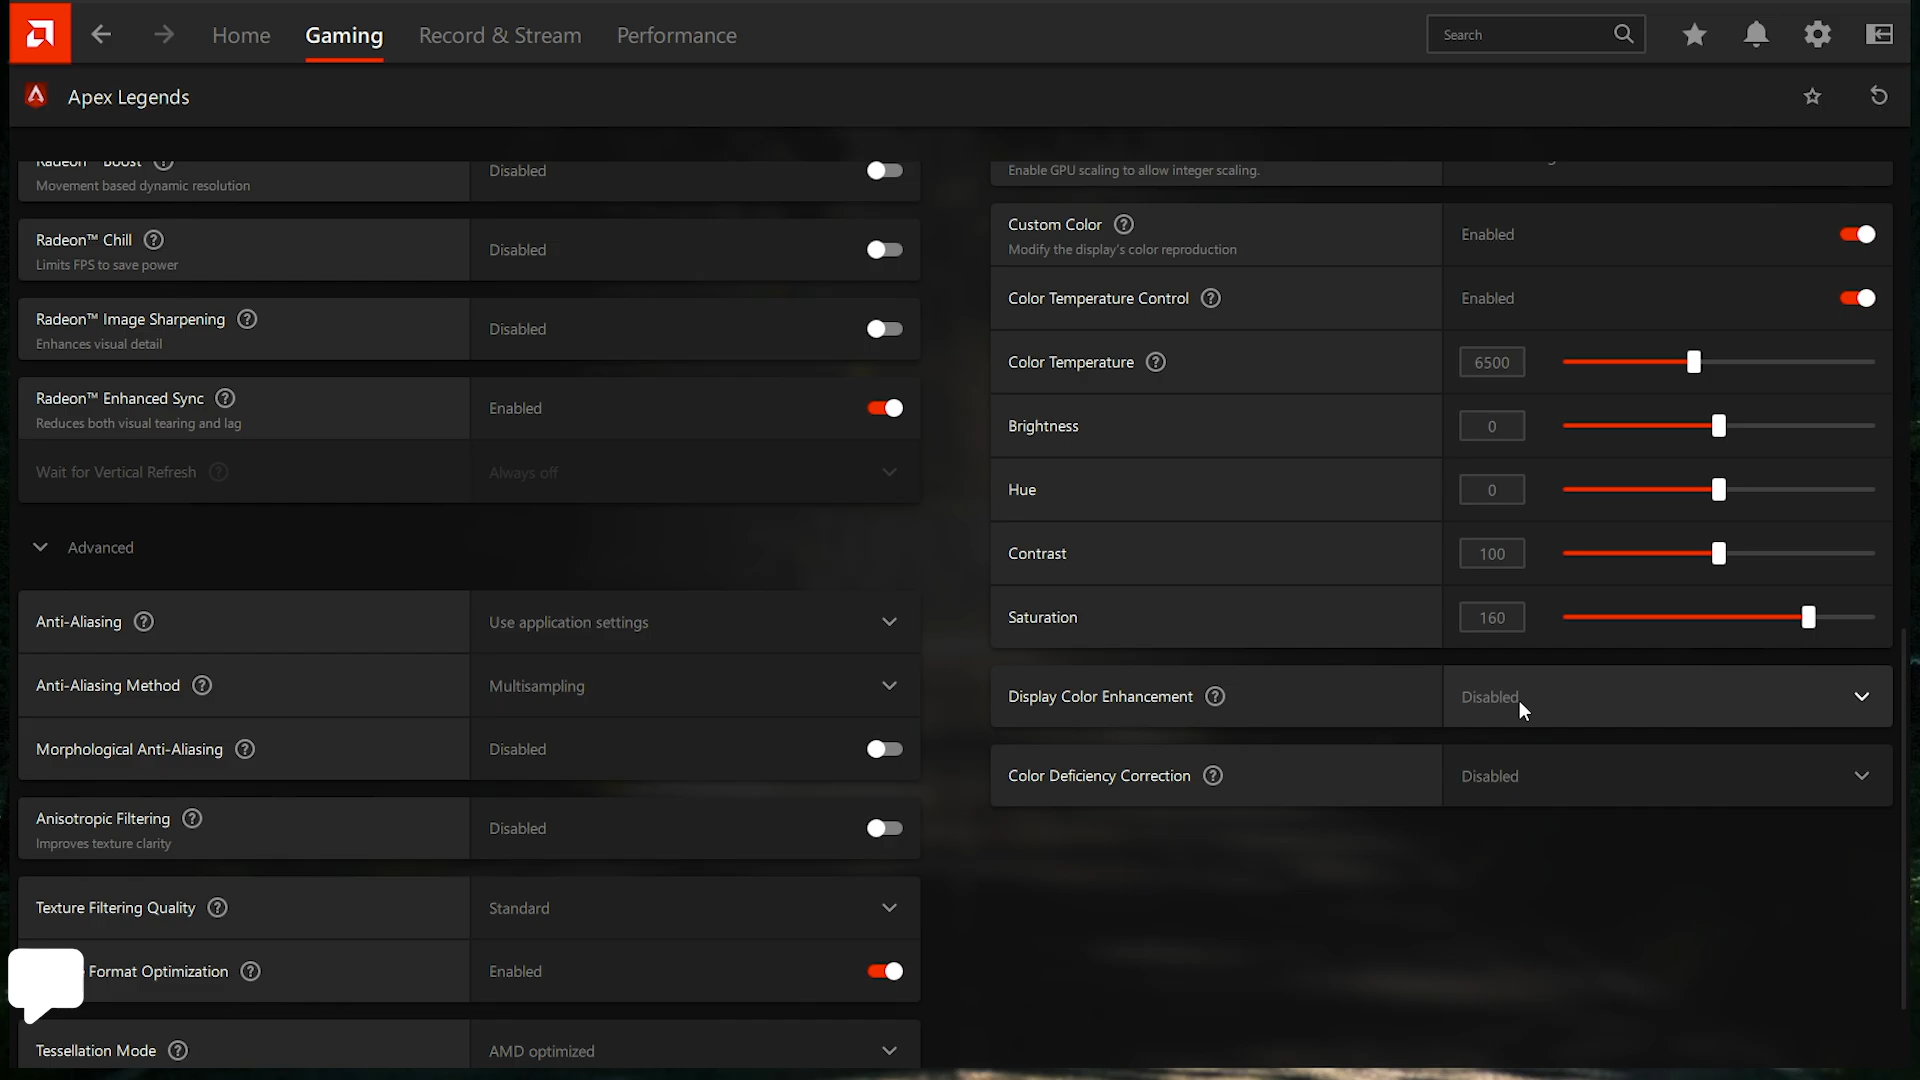 Home
Gaming
Record & Stream
Performance
Search
Apex Legends
Radeon™ Boost
Movement based dynamic resolution
Disabled
Radeon™ Chill
Limits FPS to save power
Disabled
Radeon™ Image Sharpening
Enhances visual detail
Disabled
Radeon™ Enhanced Sync
Reduces both visual tearing and lag
Enabled
Wait for Vertical Refresh
Always off
Advanced
Anti-Aliasing
Use application settings
Anti-Aliasing Method
Multisampling
Morphological Anti-Aliasing
Disabled
Anisotropic Filtering
Improves texture clarity
Disabled
Texture Filtering Quality
Standard
Format Optimization
Enabled
Tessellation Mode
AMD optimized
Enable GPU scaling to allow integer scaling.
Custom Color
Modify the display's color reproduction
Enabled
Color Temperature Control
Enabled
Color Temperature
6500
Brightness
0
Hue
0
Contrast
100
Saturation
160
Display Color Enhancement
Disabled
Color Deficiency Correction
Disabled